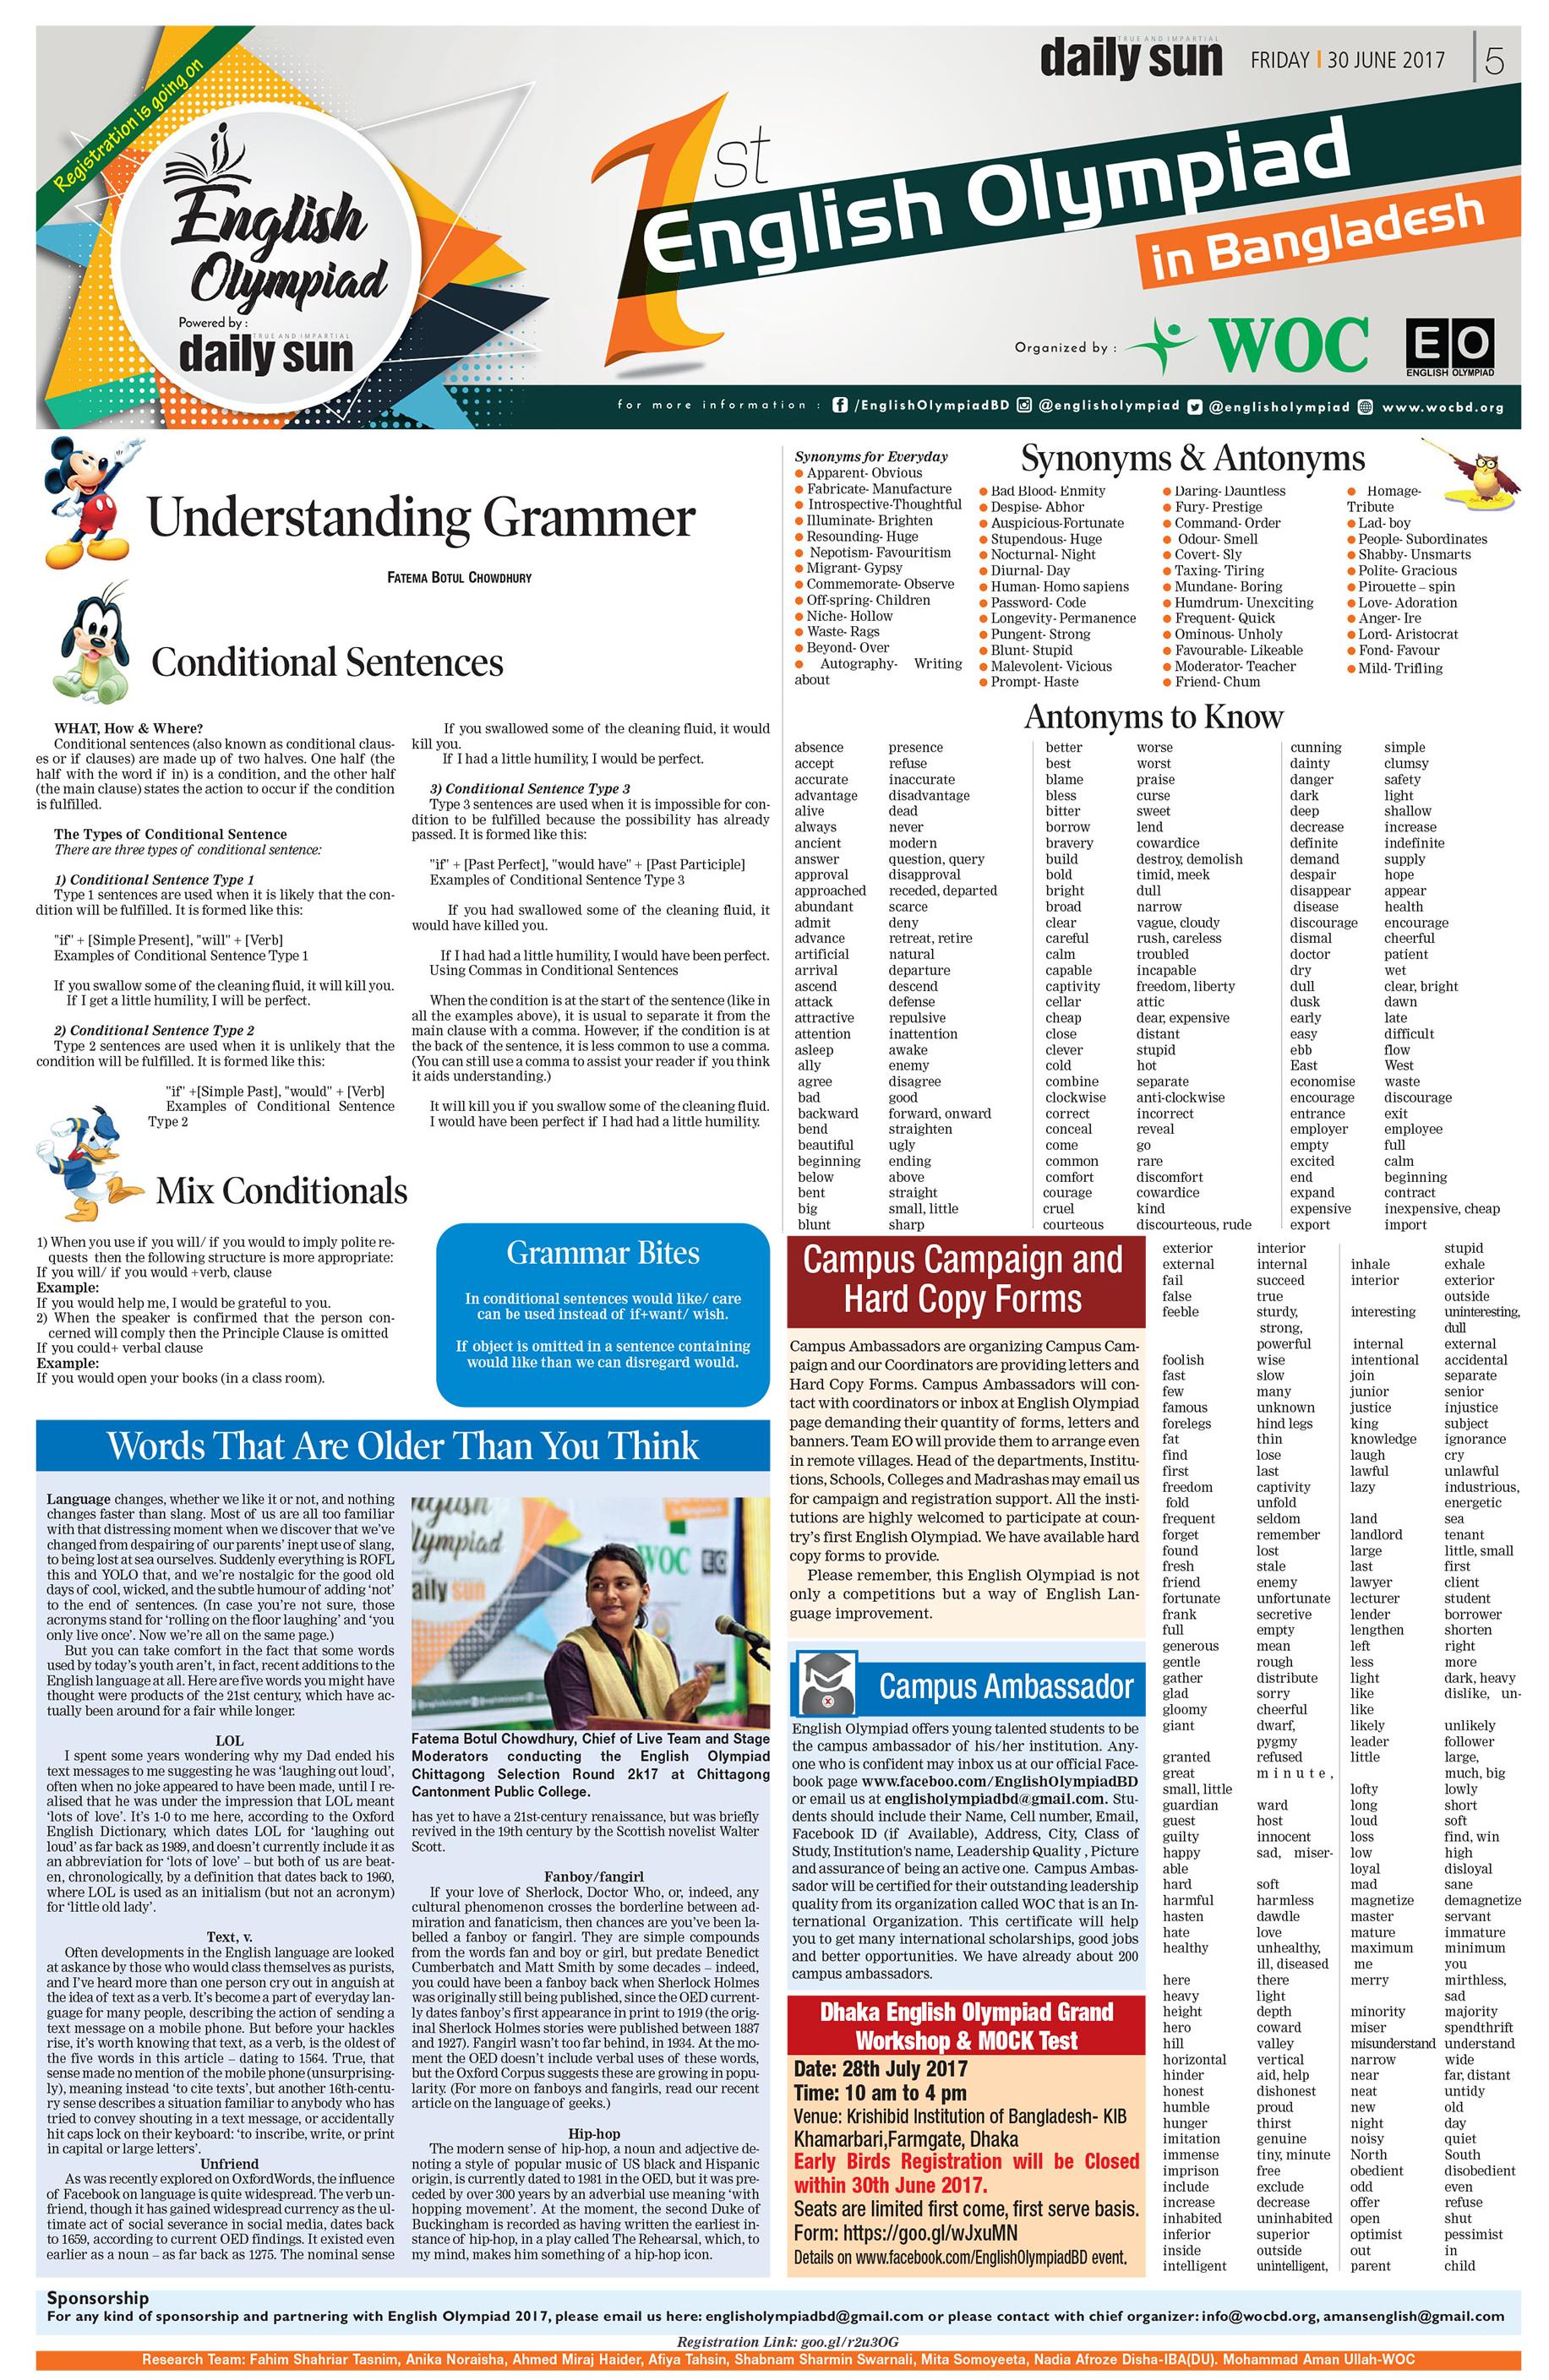 Registration is going on
English
Olympiad
Powered by :
TRUE AND IMPARTIAL
daily sun
TRUE AND IMPARTIAL
daily sun FRIDAY | 30 JUNE 2017 | 5
1st
English Olympiad
in Bangladesh
Organized by : WOC EO
ENGLISH OLYMPIAD
for more information : /EnglishOlympiadBD @englisholympiad @englisholympiad www.wocbd.org
Understanding Grammer
FATEMA BOTUL CHOWDHURY
Conditional Sentences
WHAT, How & Where?
Conditional sentences (also known as conditional claus-
es or if clauses) are made up of two halves. One half (the
half with the word if in) is a condition, and the other half
(the main clause) states the action to occur if the condition
is fulfilled.
The Types of Conditional Sentence
There are three types of conditional sentence:
1) Conditional Sentence Type 1
Type 1 sentences are used when it is likely that the con-
dition will be fulfilled. It is formed like this:
"if" + [Simple Present], "will" + [Verb]
Examples of Conditional Sentence Type 1
If you swallow some of the cleaning fluid, it will kill you.
If I get a little humility, I will be perfect.
2) Conditional Sentence Type 2
Type 2 sentences are used when it is unlikely that the
condition will be fulfilled. It is formed like this:
"if" +[Simple Past], "would" + [Verb]
Examples of Conditional Sentence
Type 2
If you swallowed some of the cleaning fluid, it would
kill you.
If I had a little humility, I would be perfect.
3) Conditional Sentence Type 3
Type 3 sentences are used when it is impossible for con-
dition to be fulfilled because the possibility has already
passed. It is formed like this:
"if" + [Past Perfect], "would have" + [Past Participle]
Examples of Conditional Sentence Type 3
If you had swallowed some of the cleaning fluid, it
would have killed you.
If I had had a little humility, I would have been perfect.
Using Commas in Conditional Sentences
When the condition is at the start of the sentence (like in
all the examples above), it is usual to separate it from the
main clause with a comma. However, if the condition is at
the back of the sentence, it is less common to use a comma.
(You can still use a comma to assist your reader if you think
it aids understanding.)
It will kill you if you swallow some of the cleaning fluid.
I would have been perfect if I had had a little humility.
Mix Conditionals
1) When you use if you will/ if you would to imply polite re-
quests then the following structure is more appropriate:
If you will/ if you would +verb, clause
Example:
If you would help me, I would be grateful to you.
2) When the speaker is confirmed that the person con-
cerned will comply then the Principle Clause is omitted
If you could+ verbal clause
Example:
If you would open your books (in a class room).
Grammar Bites
In conditional sentences would like/ care
can be used instead of if+want/ wish.
If object is omitted in a sentence containing
would like than we can disregard would.
Words That Are Older Than You Think
Language changes, whether we like it or not, and nothing
changes faster than slang. Most of us are all too familiar
with that distressing moment when we discover that we've
changed from despairing of our parents' inept use of slang,
to being lost at sea ourselves. Suddenly everything is ROFL
this and YOLO that, and we're nostalgic for the good old
days of cool, wicked, and the subtle humour of adding 'not'
to the end of sentences. (In case you're not sure, those
acronyms stand for 'rolling on the floor laughing' and 'you
only live once'. Now we're all on the same page.)
But you can take comfort in the fact that some words
used by today's youth aren't, in fact, recent additions to the
English language at all. Here are five words you might have
thought were products of the 21st century, which have ac-
tually been around for a fair while longer.
LOL
I spent some years wondering why my Dad ended his
text messages to me suggesting he was 'laughing out loud',
often when no joke appeared to have been made, until I re-
alised that he was under the impression that LOL meant
'lots of love'. It's 1-0 to me here, according to the Oxford
English Dictionary, which dates LOL for 'laughing out
loud' as far back as 1989, and doesn't currently include it as
an abbreviation for 'lots of love' – but both of us are beat-
en, chronologically, by a definition that dates back to 1960,
where LOL is used as an initialism (but not an acronym)
for 'little old lady'.
Text, v.
Often developments in the English language are looked
at askance by those who would class themselves as purists,
and I've heard more than one person cry out in anguish at
the idea of text as a verb. It's become a part of everyday lan-
guage for many people, describing the action of sending a
text message on a mobile phone. But before your hackles
rise, it's worth knowing that text, as a verb, is the oldest of
the five words in this article – dating to 1564. True, that
sense made no mention of the mobile phone (unsurprising-
ly), meaning instead 'to cite texts', but another 16th-centu-
ry sense describes a situation familiar to anybody who has
tried to convey shouting in a text message, or accidentally
hit caps lock on their keyboard: 'to inscribe, write, or print
in capital or large letters'.
Unfriend
As was recently explored on OxfordWords, the influence
of Facebook on language is quite widespread. The verb un-
friend, though it has gained widespread currency as the ul-
timate act of social severance in social media, dates back
to 1659, according to current OED findings. It existed even
earlier as a noun – as far back as 1275. The nominal sense
Fatema Botul Chowdhury, Chief of Live Team and Stage
Moderators conducting the English Olympiad
Chittagong Selection Round 2k17 at Chittagong
Cantonment Public College.
has yet to have a 21st-century renaissance, but was briefly
revived in the 19th century by the Scottish novelist Walter
Scott.
Fanboy/fangirl
If your love of Sherlock, Doctor Who, or, indeed, any
cultural phenomenon crosses the borderline between ad-
miration and fanaticism, then chances are you've been la-
belled a fanboy or fangirl. They are simple compounds
from the words fan and boy or girl, but predate Benedict
Cumberbatch and Matt Smith by some decades – indeed,
you could have been a fanboy back when Sherlock Holmes
was originally still being published, since the OED current-
ly dates fanboy's first appearance in print to 1919 (the orig-
inal Sherlock Holmes stories were published between 1887
and 1927). Fangirl wasn't too far behind, in 1934. At the mo-
ment the OED doesn't include verbal uses of these words,
but the Oxford Corpus suggests these are growing in popu-
larity. (For more on fanboys and fangirls, read our recent
article on the language of geeks.)
Hip-hop
The modern sense of hip-hop, a noun and adjective de-
noting a style of popular music of US black and Hispanic
origin, is currently dated to 1981 in the OED, but it was pre-
ceded by over 300 years by an adverbial use meaning 'with
hopping movement'. At the moment, the second Duke of
Buckingham is recorded as having written the earliest in-
stance of hip-hop, in a play called The Rehearsal, which, to
my mind, makes him something of a hip-hop icon.
Synonyms & Antonyms
Synonyms for Everyday
Apparent- Obvious
Fabricate- Manufacture
Introspective-Thoughtful
Illuminate- Brighten
Resounding- Huge
Nepotism- Favouritism
Migrant- Gypsy
Commemorate- Observe
Off-spring- Children
Niche- Hollow
Waste- Rags
Beyond- Over
Autography- Writing
about
Bad Blood- Enmity
Despise- Abhor
Auspicious-Fortunate
Stupendous- Huge
Nocturnal- Night
Diurnal- Day
Human- Homo sapiens
Password- Code
Longevity- Permanence
Pungent- Strong
Blunt- Stupid
Malevolent- Vicious
Prompt- Haste
Daring- Dauntless
Fury- Prestige
Command- Order
Odour- Smell
Covert- Sly
Taxing- Tiring
Mundane- Boring
Humdrum- Unexciting
Frequent- Quick
Ominous- Unholy
Favourable- Likeable
Moderator- Teacher
Friend- Chum
Homage-
Tribute
Lad- boy
People- Subordinates
Shabby- Unsmarts
Polite- Gracious
Pirouette – spin
Love- Adoration
Anger- Ire
Lord- Aristocrat
Fond- Favour
Mild- Trifling
Antonyms to Know
absence presence
accept refuse
accurate inaccurate
advantage disadvantage
alive dead
always never
ancient modern
answer question, query
approval disapproval
approached receded, departed
abundant scarce
admit deny
advance retreat, retire
artificial natural
arrival departure
ascend descend
attack defense
attractive repulsive
attention inattention
asleep awake
ally enemy
agree disagree
bad good
backward forward, onward
bend straighten
beautiful ugly
beginning ending
below above
bent straight
big small, little
blunt sharp
better worse
best worst
blame praise
bless curse
bitter sweet
borrow lend
bravery cowardice
build destroy, demolish
bold timid, meek
bright dull
broad narrow
clear vague, cloudy
careful rush, careless
calm troubled
capable incapable
captivity freedom, liberty
cellar attic
cheap dear, expensive
close distant
clever stupid
cold hot
combine separate
clockwise anti-clockwise
correct incorrect
conceal reveal
come go
common rare
comfort discomfort
courage cowardice
cruel kind
courteous discourteous, rude
cunning simple
dainty clumsy
danger safety
dark light
deep shallow
decrease increase
definite indefinite
demand supply
despair hope
disappear appear
disease health
discourage encourage
dismal cheerful
doctor patient
dry wet
dull clear, bright
dusk dawn
early late
easy difficult
ebb flow
East West
economise waste
encourage discourage
entrance exit
employer employee
empty full
excited calm
end beginning
expand contract
expensive inexpensive, cheap
export import
Campus Campaign and
Hard Copy Forms
Campus Ambassadors are organizing Campus Cam-
paign and our Coordinators are providing letters and
Hard Copy Forms. Campus Ambassadors will con-
tact with coordinators or inbox at English Olympiad
page demanding their quantity of forms, letters and
banners. Team EO will provide them to arrange even
in remote villages. Head of the departments, Institu-
tions, Schools, Colleges and Madrashas may email us
for campaign and registration support. All the insti-
tutions are highly welcomed to participate at coun-
try's first English Olympiad. We have available hard
copy forms to provide.
Please remember, this English Olympiad is not
only a competitions but a way of English Lan-
guage improvement.
Campus Ambassador
English Olympiad offers young talented students to be
the campus ambassador of his/her institution. Any-
one who is confident may inbox us at our official Face-
book page www.faceboo.com/EnglishOlympiadBD
or email us at englisholympiadbd@gmail.com. Stu-
dents should include their Name, Cell number, Email,
Facebook ID (if Available), Address, City, Class of
Study, Institution's name, Leadership Quality , Picture
and assurance of being an active one. Campus Ambas-
sador will be certified for their outstanding leadership
quality from its organization called WOC that is an In-
ternational Organization. This certificate will help
you to get many international scholarships, good jobs
and better opportunities. We have already about 200
campus ambassadors.
Dhaka English Olympiad Grand
Workshop & MOCK Test
Date: 28th July 2017
Time: 10 am to 4 pm
Venue: Krishibid Institution of Bangladesh- KIB
Khamarbari,Farmgate, Dhaka
Early Birds Registration will be Closed
within 30th June 2017.
Seats are limited first come, first serve basis.
Form: https://goo.gl/wJxuMN
Details on www.facebook.com/EnglishOlympiadBD event.
exterior interior
external internal
fail succeed
false true
feeble sturdy,
strong,
powerful
foolish wise
fast slow
few many
famous unknown
forelegs hind legs
fat thin
find lose
first last
freedom captivity
fold unfold
frequent seldom
forget remember
found lost
fresh stale
friend enemy
fortunate unfortunate
frank secretive
full empty
generous mean
gentle rough
gather distribute
glad sorry
gloomy cheerful
giant dwarf,
pygmy
granted refused
great minute,
small, little
guardian ward
guest host
guilty innocent
happy sad, miser-
able
hard soft
harmful harmless
hasten dawdle
hate love
healthy unhealthy,
ill, diseased
here there
heavy light
height depth
hero coward
hill valley
horizontal vertical
hinder aid, help
honest dishonest
humble proud
hunger thirst
imitation genuine
immense tiny, minute
imprison free
include exclude
increase decrease
inhabited uninhabited
inferior superior
inside outside
intelligent unintelligent,
stupid
inhale exhale
interior exterior
outside
interesting uninteresting,
dull
internal external
intentional accidental
join separate
junior senior
justice injustice
king subject
knowledge ignorance
laugh cry
lawful unlawful
lazy industrious,
energetic
land sea
landlord tenant
large little, small
last first
lawyer client
lecturer student
lender borrower
lengthen shorten
left right
less more
light dark, heavy
like dislike, un-
like
likely unlikely
leader follower
little large,
much, big
lofty lowly
long short
loud soft
loss find, win
low high
loyal disloyal
mad sane
magnetize demagnetize
master servant
mature immature
maximum minimum
me you
merry mirthless,
sad
minority majority
miser spendthrift
misunderstand understand
narrow wide
near far, distant
neat untidy
new old
night day
noisy quiet
North South
obedient disobedient
odd even
offer refuse
open shut
optimist pessimist
out in
parent child
Sponsorship
For any kind of sponsorship and partnering with English Olympiad 2017, please email us here: englisholympiadbd@gmail.com or please contact with chief organizer: info@wocbd.org, amansenglish@gmail.com
Registration Link: goo.gl/r2u3OG
Research Team: Fahim Shahriar Tasnim, Anika Noraisha, Ahmed Miraj Haider, Afiya Tahsin, Shabnam Sharmin Swarnali, Mita Somoyeeta, Nadia Afroze Disha-IBA(DU). Mohammad Aman Ullah-WOC